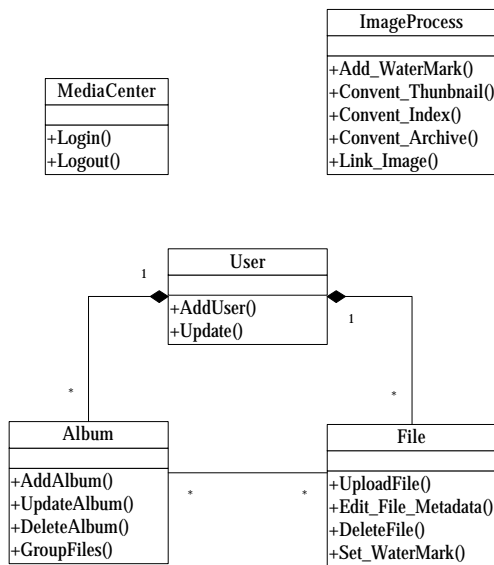 ImageProcess
+Add_WaterMark()
+Convent_Thunbnail()
+Convent_Index()
+Convent_Archive()
+Link_Image()
MediaCenter
+Login()
+Logout()
User
+AddUser()
+Update()
1
1
*
*
Album
+AddAlbum()
+UpdateAlbum()
+DeleteAlbum()
+GroupFiles()
*
*
File
+UploadFile()
+Edit_File_Metadata()
+DeleteFile()
+Set_WaterMark()